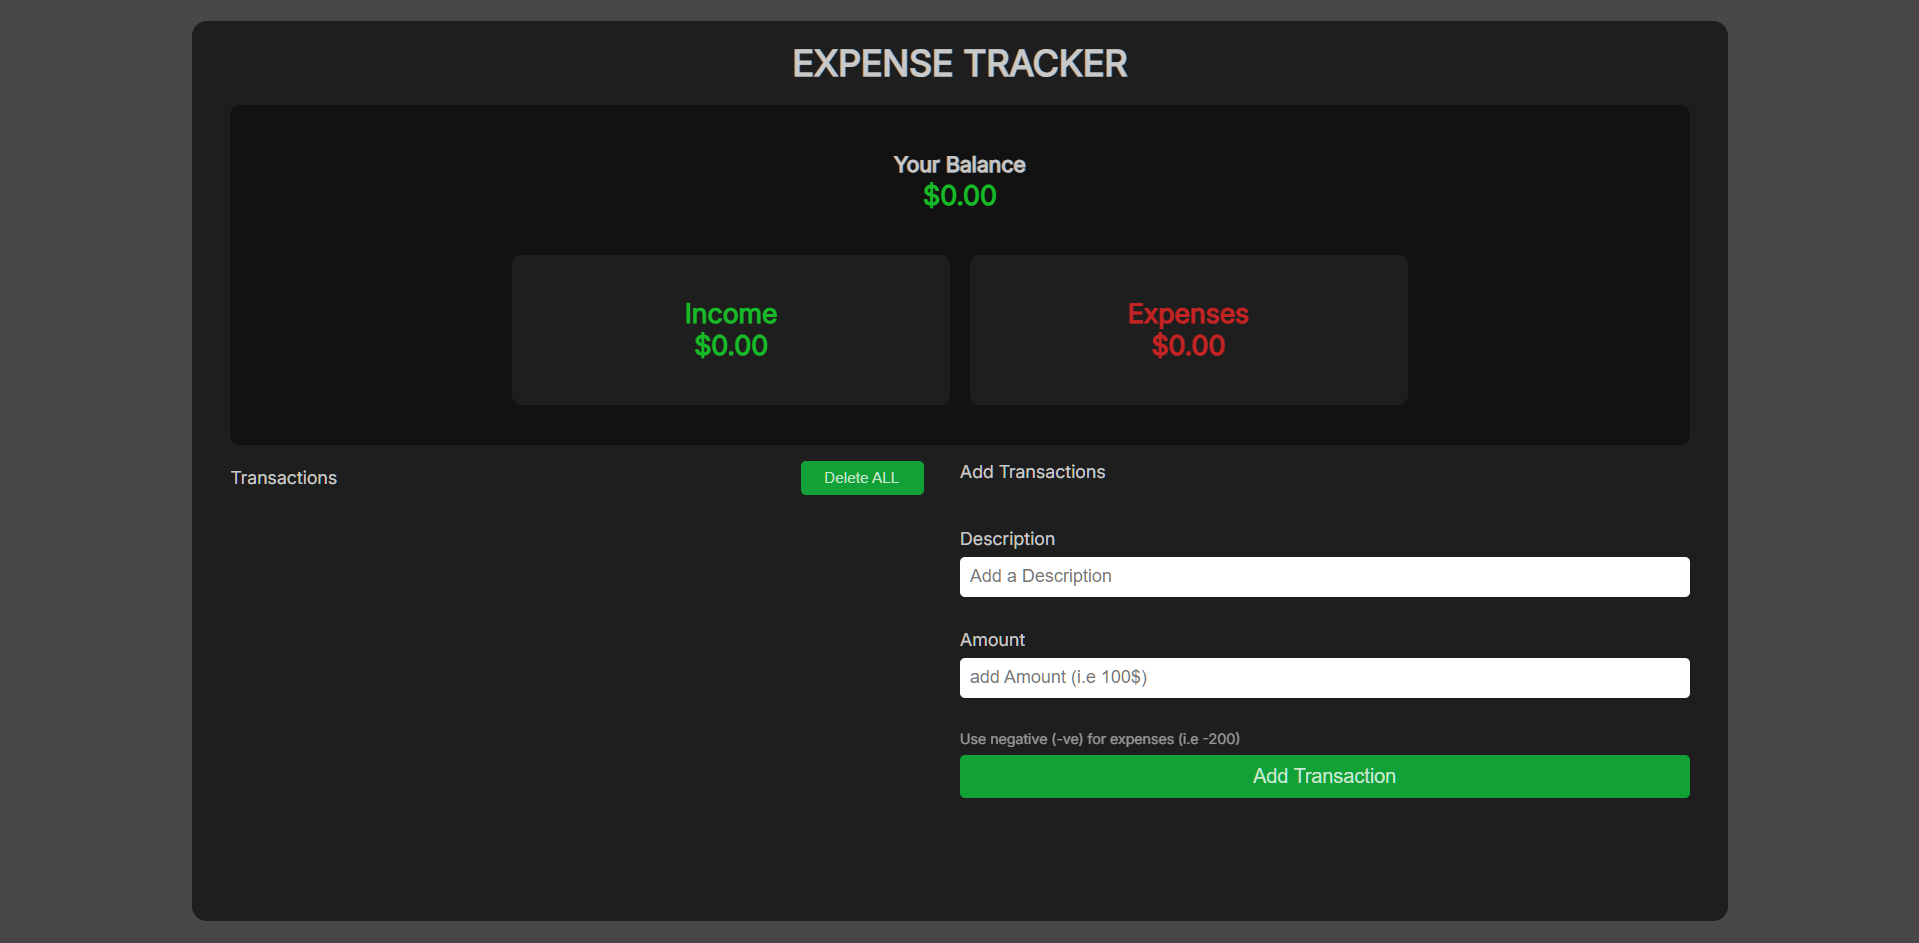 EXPENSE TRACKER
Your Balance
$0.00
Income
$0.00
Expenses
$0.00
Transactions
Delete ALL
Add Transactions
Description
Add a Description
Amount
add Amount (i.e 100$)
Use negative (-ve) for expenses (i.e -200)
Add Transaction